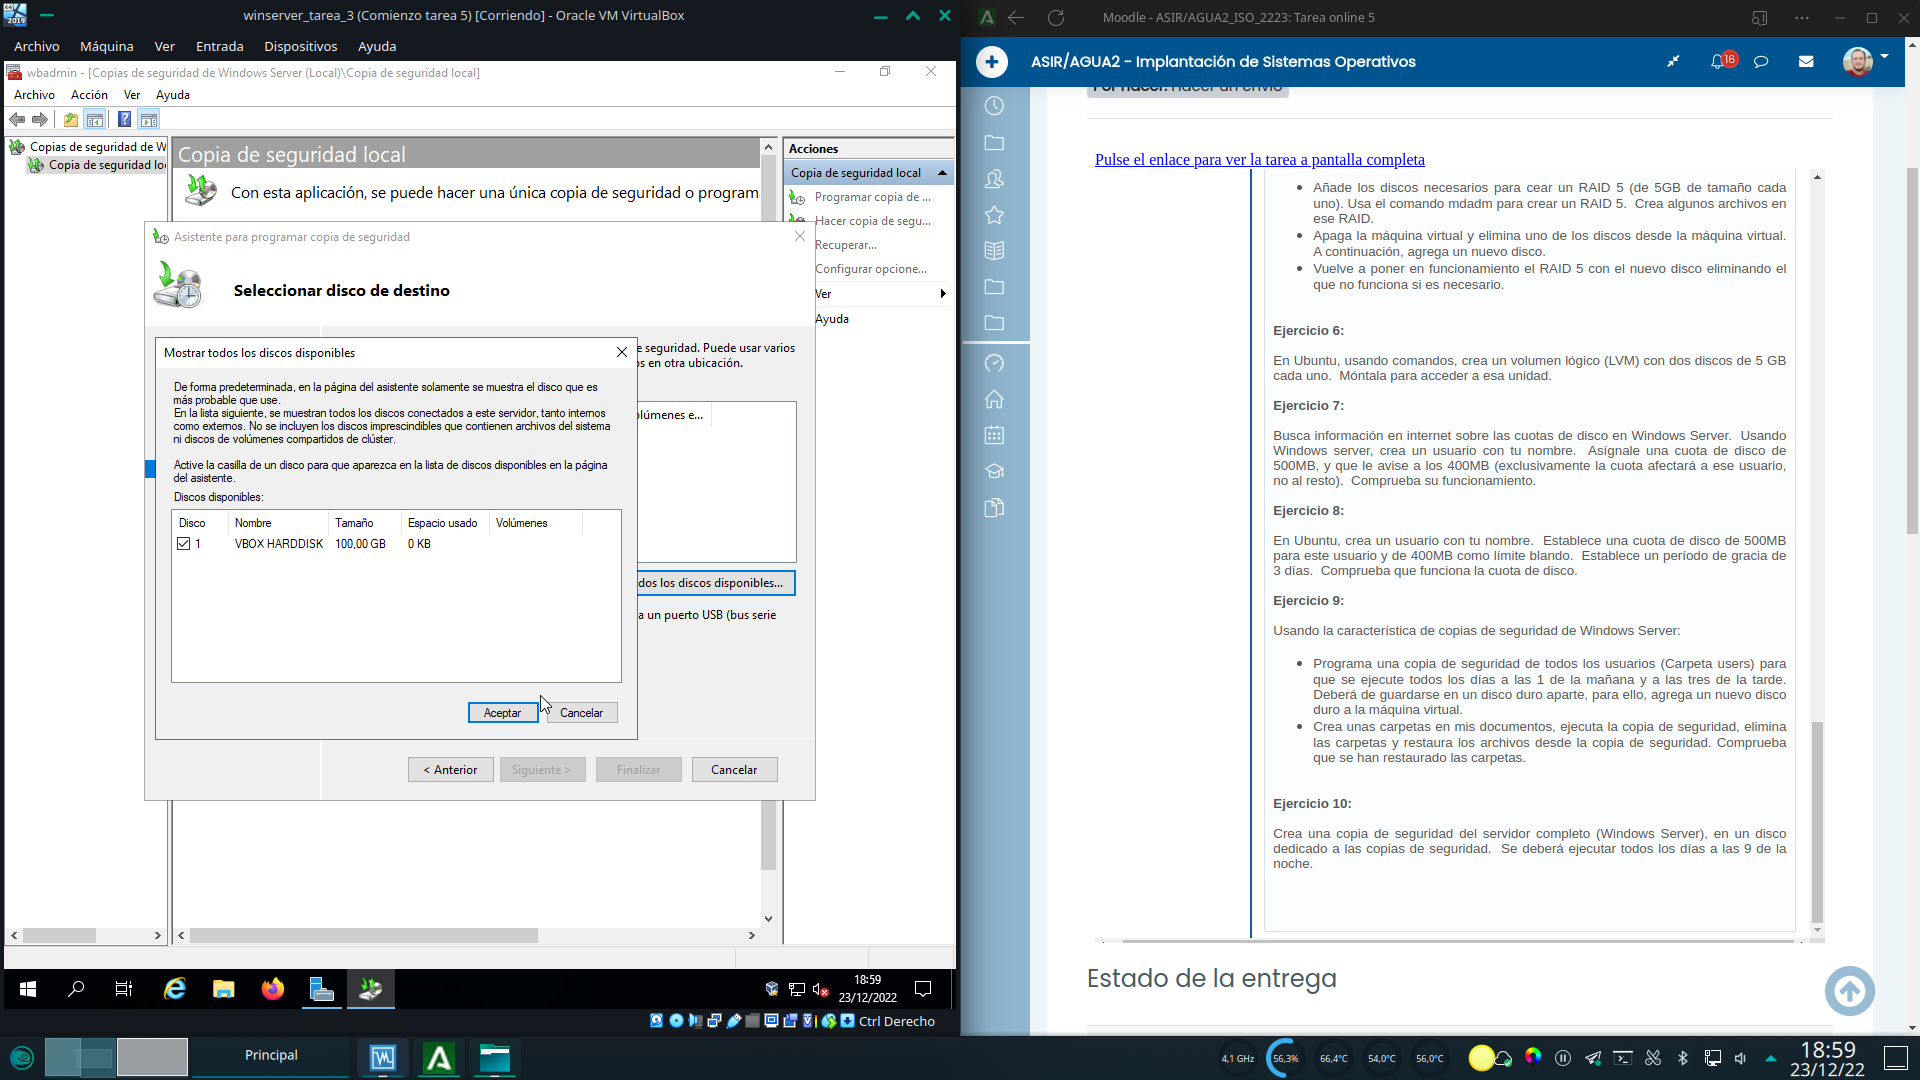 winserver_tarea_3 (Comienzo tarea 5) [Corriendo] - Oracle VM VirtualBox
Archivo Máquina Ver Entrada Dispositivos Ayuda
wbadmin - [Copias de seguridad de Windows Server (Local)\Copia de seguridad local]
Archivo Acción Ver Ayuda
Copias de seguridad de W
Copia de seguridad lo
Copia de seguridad local
Con esta aplicación, se puede hacer una única copia de seguridad o program
Acciones
Copia de seguridad local
Programar copia de ...
Hacer copia de segu...
Recuperar...
Configurar opcione...
Ver
Ayuda
Asistente para programar copia de seguridad
Seleccionar disco de destino
e seguridad. Puede usar varios
os en otra ubicación.
olúmenes e...
dos los discos disponibles...
a un puerto USB (bus serie
Mostrar todos los discos disponibles
De forma predeterminada, en la página del asistente solamente se muestra el disco que es
más probable que use.
En la lista siguiente, se muestran todos los discos conectados a este servidor, tanto internos
como externos. No se incluyen los discos imprescindibles que contienen archivos del sistema
ni discos de volúmenes compartidos de clúster.
Active la casilla de un disco para que aparezca en la lista de discos disponibles en la página
del asistente.
Discos disponibles:
Disco Nombre Tamaño Espacio usado Volúmenes
1 VBOX HARDDISK 100,00 GB 0 KB
Aceptar Cancelar
< Anterior Siguiente > Finalizar Cancelar
18:59
23/12/2022
Ctrl Derecho
Moodle - ASIR/AGUA2_ISO_2223: Tarea online 5
ASIR/AGUA2 - Implantación de Sistemas Operativos
16
Por hacer: Hacer un envío
Pulse el enlace para ver la tarea a pantalla completa
• Añade los discos necesarios para cear un RAID 5 (de 5GB de tamaño cada
uno). Usa el comando mdadm para crear un RAID 5. Crea algunos archivos en
ese RAID.
• Apaga la máquina virtual y elimina uno de los discos desde la máquina virtual.
A continuación, agrega un nuevo disco.
• Vuelve a poner en funcionamiento el RAID 5 con el nuevo disco eliminando el
que no funciona si es necesario.
Ejercicio 6:
En Ubuntu, usando comandos, crea un volumen lógico (LVM) con dos discos de 5 GB
cada uno. Móntala para acceder a esa unidad.
Ejercicio 7:
Busca información en internet sobre las cuotas de disco en Windows Server. Usando
Windows server, crea un usuario con tu nombre. Asígnale una cuota de disco de
500MB, y que le avise a los 400MB (exclusivamente la cuota afectará a ese usuario,
no al resto). Comprueba su funcionamiento.
Ejercicio 8:
En Ubuntu, crea un usuario con tu nombre. Establece una cuota de disco de 500MB
para este usuario y de 400MB como límite blando. Establece un período de gracia de
3 días. Comprueba que funciona la cuota de disco.
Ejercicio 9:
Usando la característica de copias de seguridad de Windows Server:
• Programa una copia de seguridad de todos los usuarios (Carpeta users) para
que se ejecute todos los días a las 1 de la mañana y a las tres de la tarde.
Deberá de guardarse en un disco duro aparte, para ello, agrega un nuevo disco
duro a la máquina virtual.
• Crea unas carpetas en mis documentos, ejecuta la copia de seguridad, elimina
las carpetas y restaura los archivos desde la copia de seguridad. Comprueba
que se han restaurado las carpetas.
Ejercicio 10:
Crea una copia de seguridad del servidor completo (Windows Server), en un disco
dedicado a las copias de seguridad. Se deberá ejecutar todos los días a las 9 de la
noche.
Estado de la entrega
Principal
4,1 GHz 56,3% 66,4°C 54,0°C 56,0°C
18:59
23/12/22